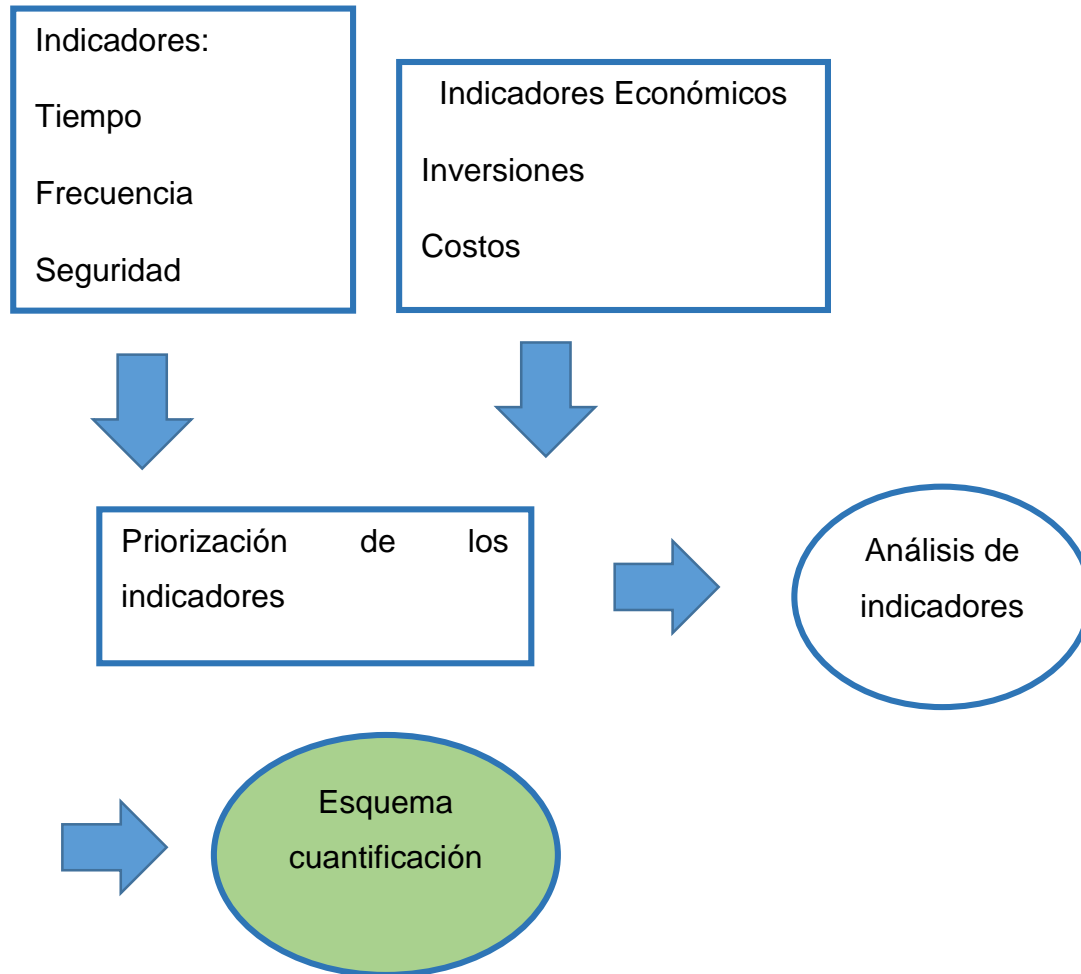 Indicadores:
Tiempo
Frecuencia
Seguridad
Indicadores Económicos
Inversiones
Costos
Priorización de los
indicadores
Análisis de
indicadores
Esquema
cuantificación